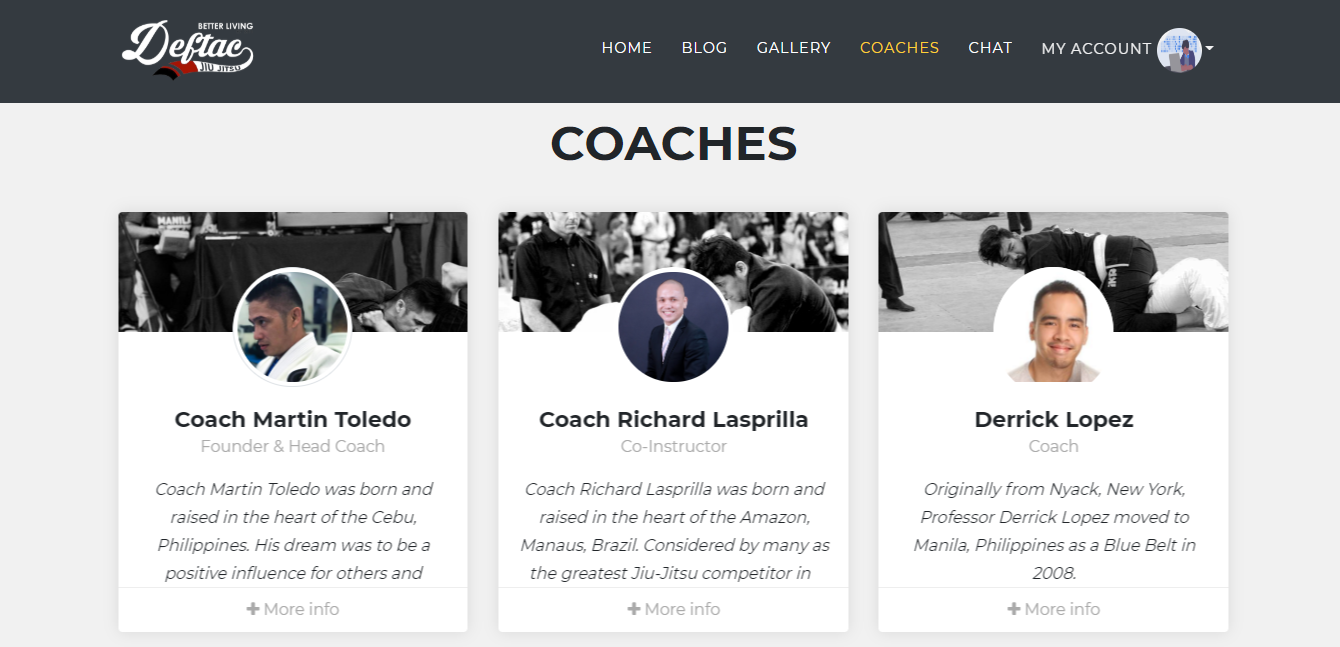 BETTER LIVING
Deftac
JIU JITSU
HOME BLOG GALLERY COACHES CHAT MY ACCOUNT
COACHES
MANILA
Coach Martin Toledo
Founder & Head Coach
Coach Martin Toledo was born and
raised in the heart of the Cebu,
Philippines. His dream was to be a
positive influence for others and
More info
Coach Richard Lasprilla
Co-Instructor
Coach Richard Lasprilla was born and
raised in the heart of the Amazon,
Manaus, Brazil. Considered by many as
the greatest Jiu-Jitsu competitor in
More info
Derrick Lopez
Coach
Originally from Nyack, New York,
Professor Derrick Lopez moved to
Manila, Philippines as a Blue Belt in
2008.
More info